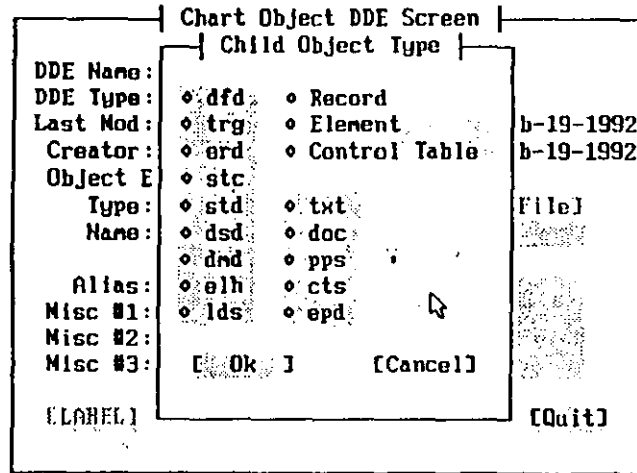 Chart Object DDE Screen
Child Object Type
DDE Name:
DDE Type: dfd Record
Last Mod: trg Element b-19-1992
Creator: erd Control Table b-19-1992
Object E stc
Type: std txt File]
Name: dsd doc
dmd pps
Alias: elh cts
Misc #1: lds epd
Misc #2:
Misc #3: [ Ok ] [Cancel]
[LABEL] [Quit]